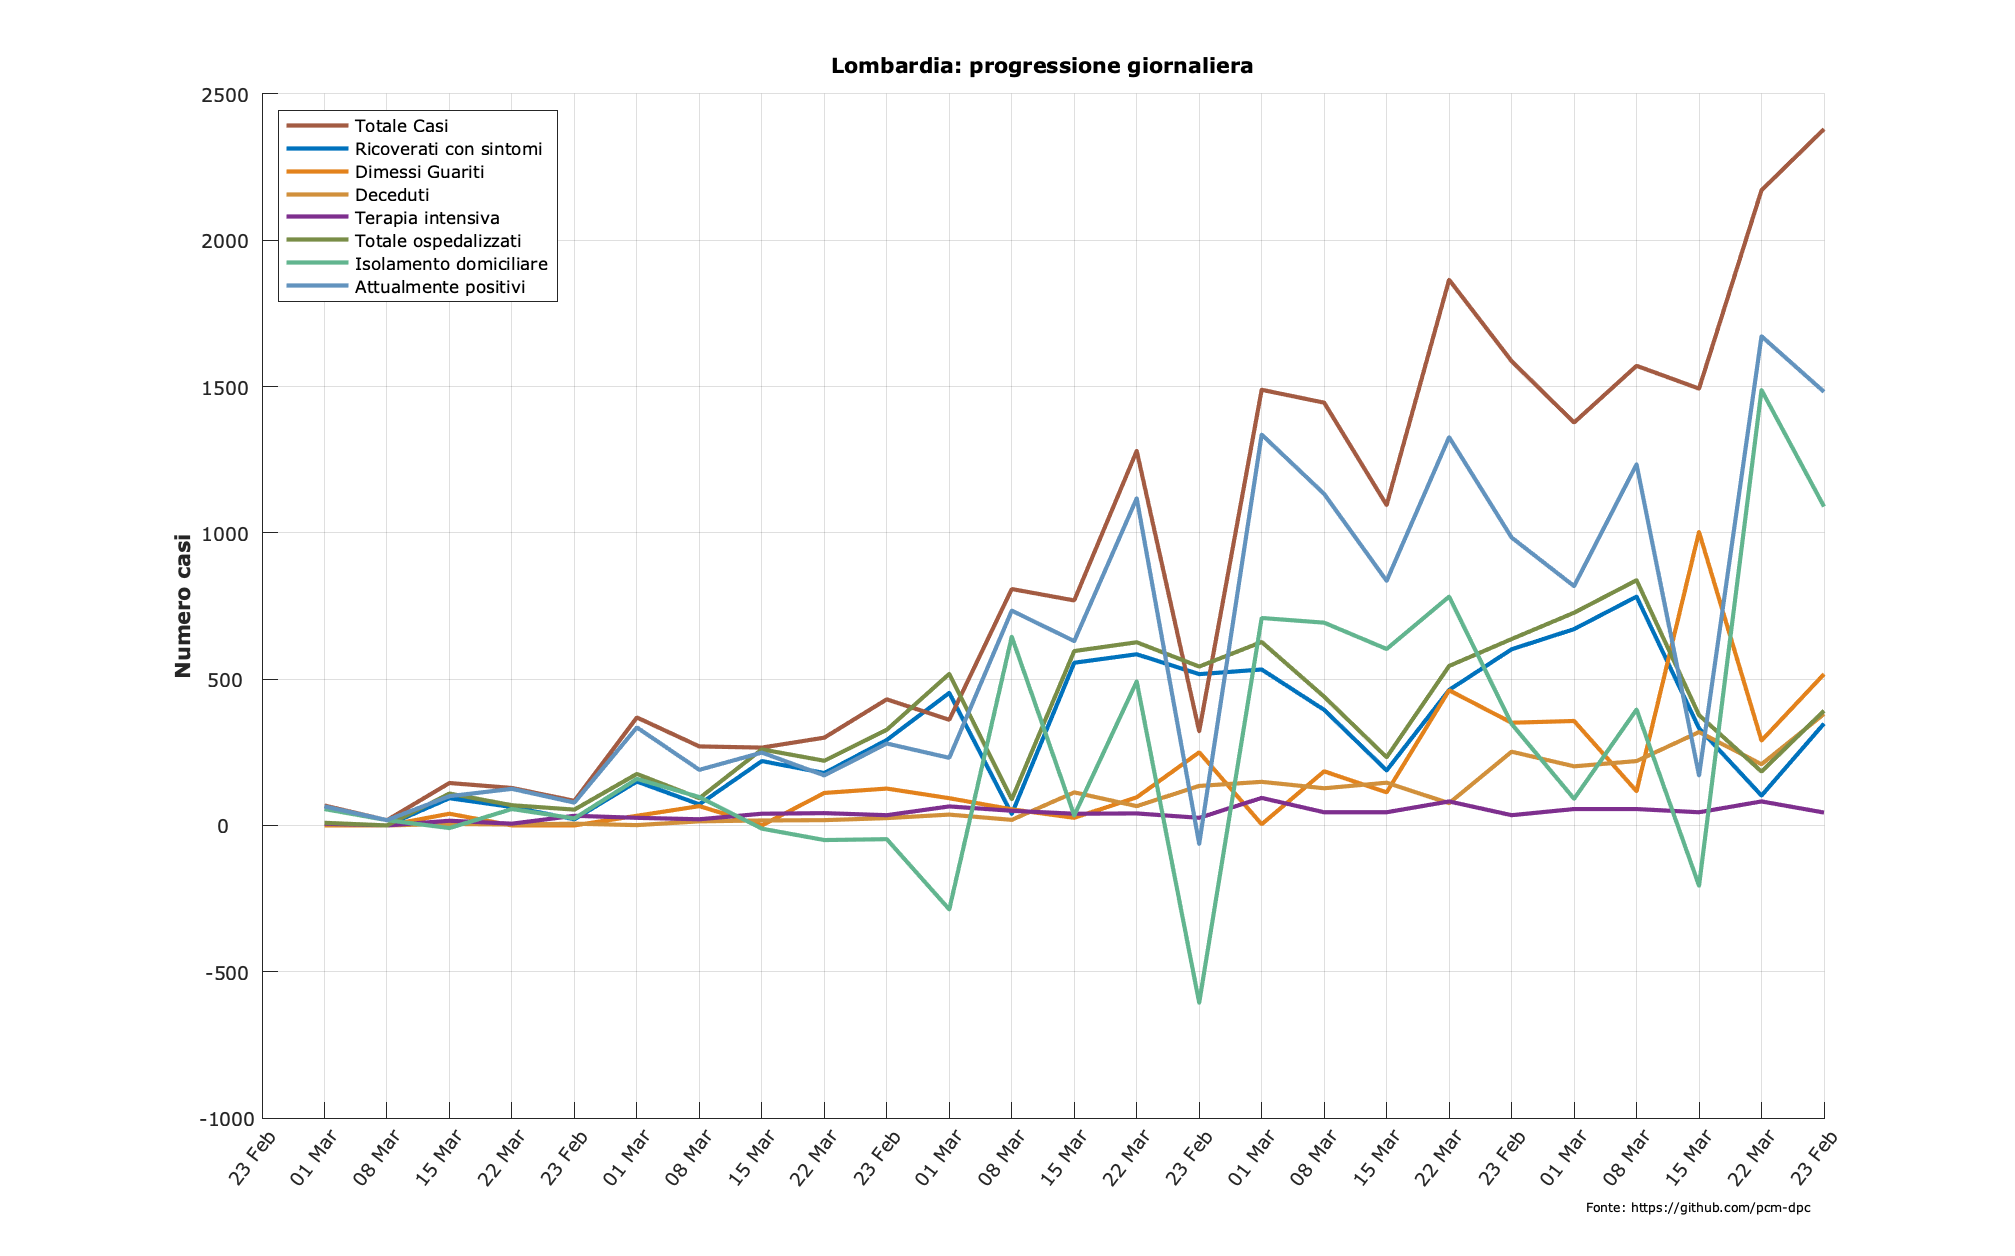 Lombardia: progressione giornaliera
2500
2000
1500
1000
500
0
-500
-1000
Numero casi
Totale Casi
Ricoverati con sintomi
Dimessi Guariti
Deceduti
Terapia intensiva
Totale ospedalizzati
Isolamento domiciliare
Attualmente positivi
23 Feb
01 Mar
08 Mar
15 Mar
22 Mar
23 Feb
01 Mar
08 Mar
15 Mar
22 Mar
23 Feb
01 Mar
08 Mar
15 Mar
22 Mar
23 Feb
01 Mar
08 Mar
15 Mar
22 Mar
23 Feb
01 Mar
08 Mar
15 Mar
22 Mar
23 Feb
Fonte: https://github.com/pcm-dpc